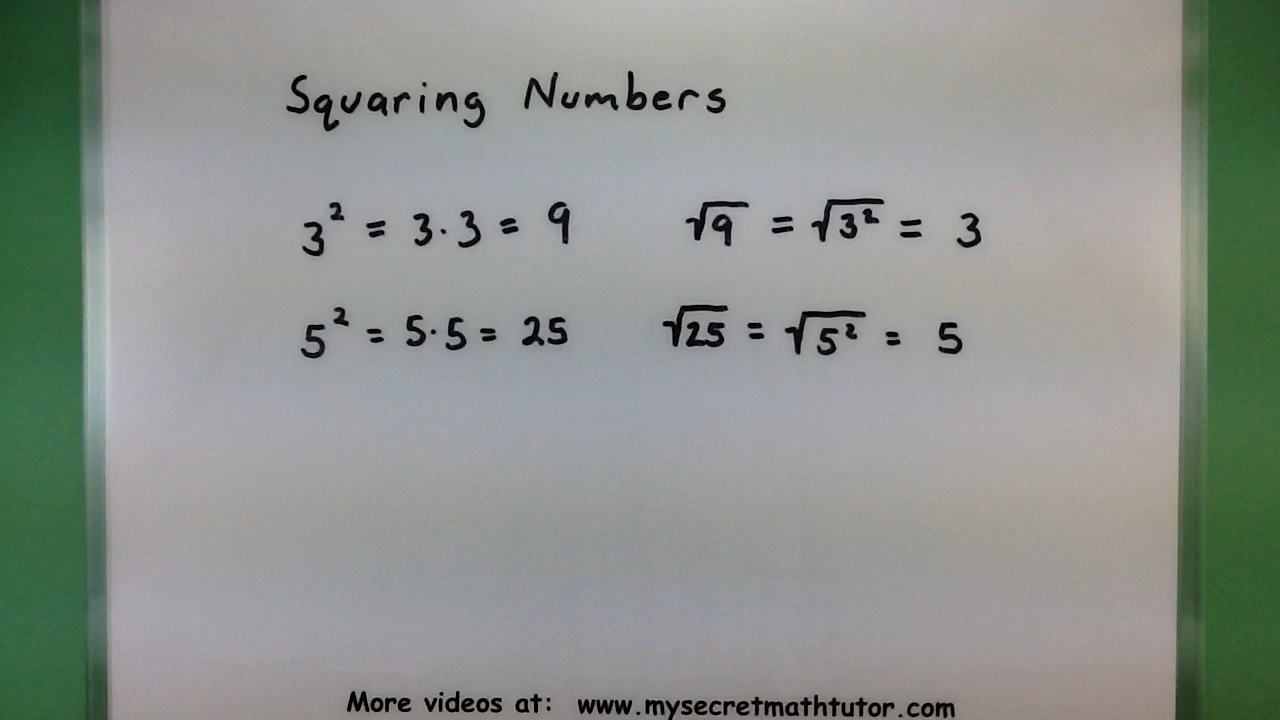 Squaring Numbers
3² = 3·3 = 9 √9 = √3² = 3
5² = 5·5 = 25 √25 = √5² = 5
More videos at: www.mysecretmathtutor.com